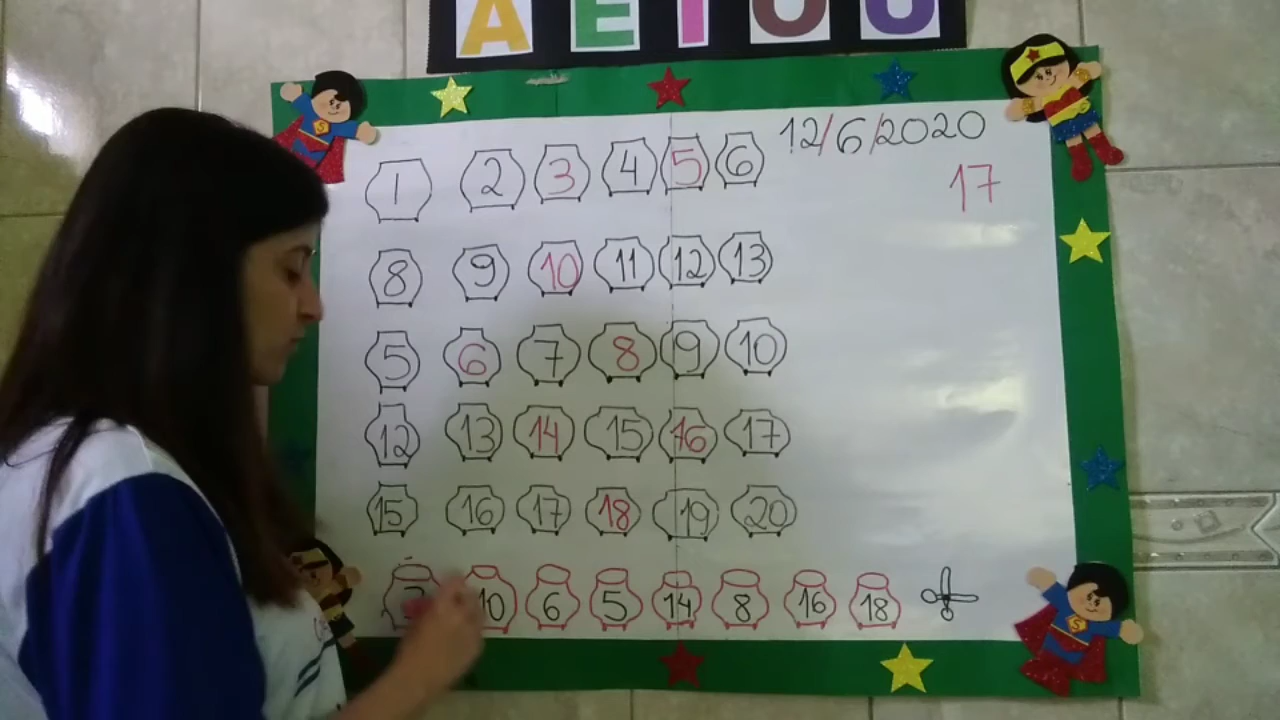 A E I O U
12/6/2020
1 2 3 4 5 6
17
8 9 10 11 12 13
5 6 7 8 9 10
12 13 14 15 16 17
15 16 17 18 19 20
10 6 5 14 8 16 18